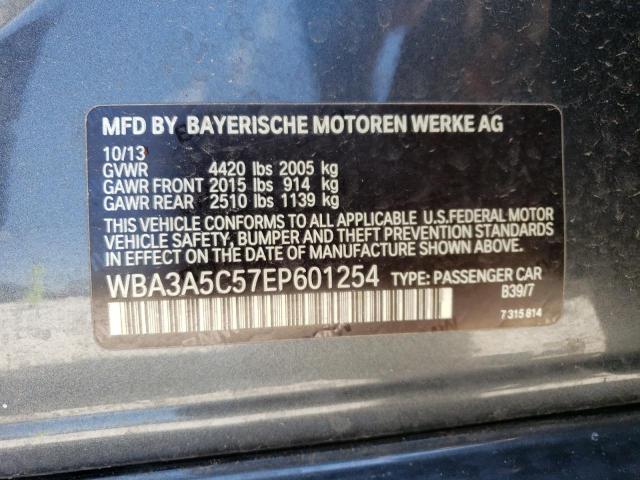 MFD BY BAYERISCHE MOTOREN WERKE AG
10/13
GVWR 4420 lbs 2005 kg
GAWR FRONT 2015 lbs 914 kg
GAWR REAR 2510 lbs 1139 kg
THIS VEHICLE CONFORMS TO ALL APPLICABLE U.S.FEDERAL MOTOR
VEHICLE SAFETY, BUMPER AND THEFT PREVENTION STANDARDS
IN EFFECT ON THE DATE OF MANUFACTURE SHOWN ABOVE.
WBA3A5C57EP601254 TYPE: PASSENGER CAR
B39/7
7 315 814